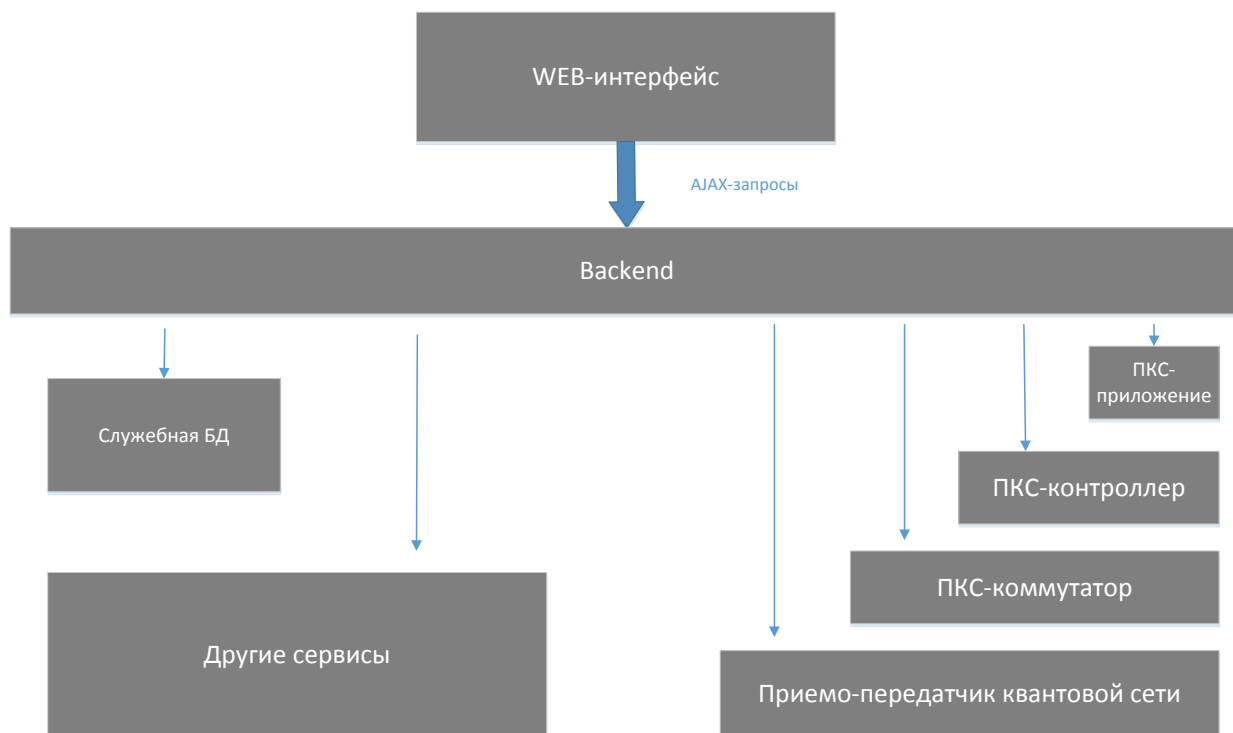 WEB-интерфейс
AJAX-запросы
Backend
ПКС-
приложение
Служебная БД
ПКС-контроллер
ПКС-коммутатор
Другие сервисы
Приемо-передатчик квантовой сети